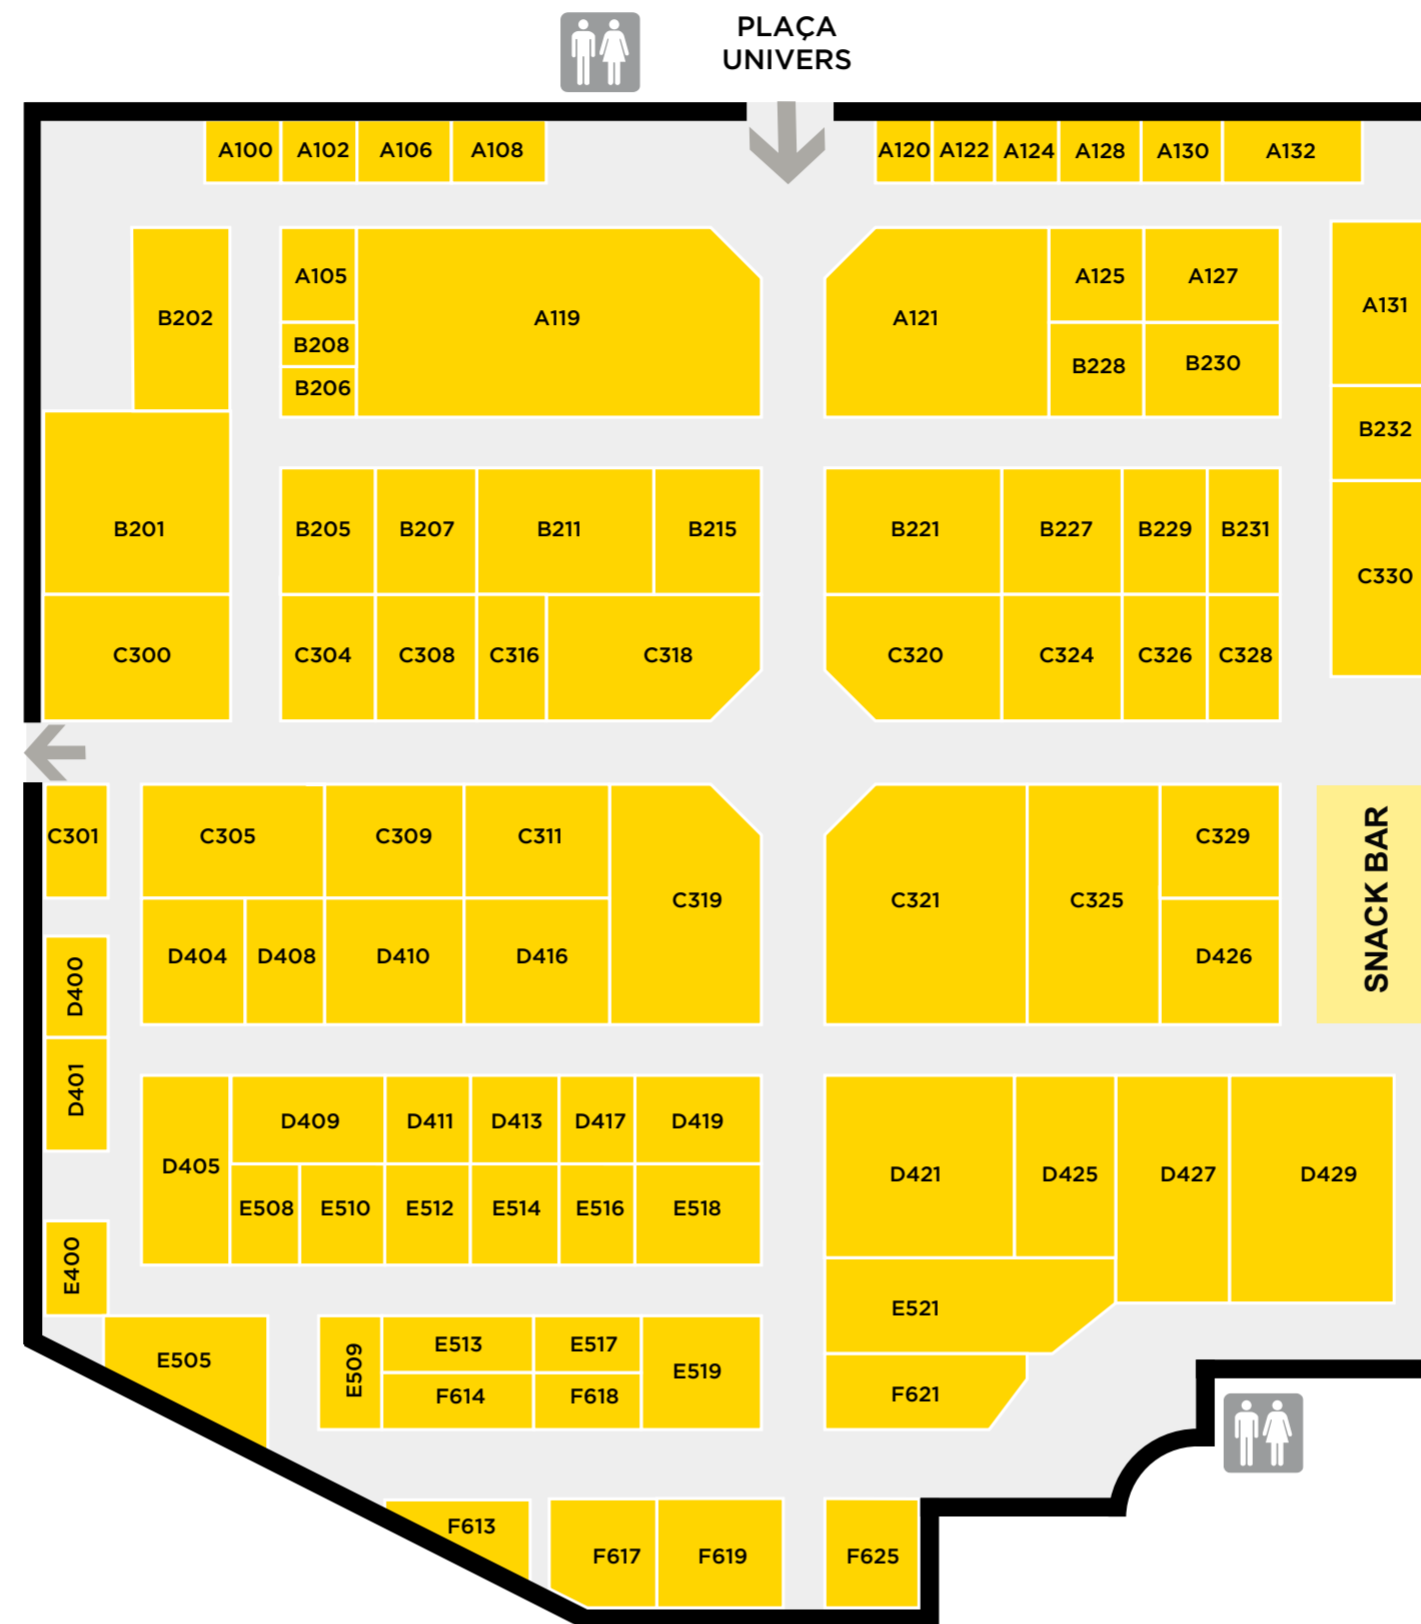 PLAÇA
UNIVERS
A100 A102 A106 A108 A120 A122 A124 A128 A130 A132
A105 A119 A121 A125 A127 A131
B202 B208 B206 B228 B230 B232
B201 B205 B207 B211 B215 B221 B227 B229 B231 C330
C300 C304 C308 C316 C318 C320 C324 C326 C328
C301 C305 C309 C311 C319 C321 C325 C329 SNACK BAR
D400 D404 D408 D410 D416 D426
D401 D405 D409 D411 D413 D417 D419 D421 D425 D427 D429
E508 E510 E512 E514 E516 E518
E400 E521
E505 E509 E513 E517 E519
F614 F618 F621
F613 F617 F619 F625